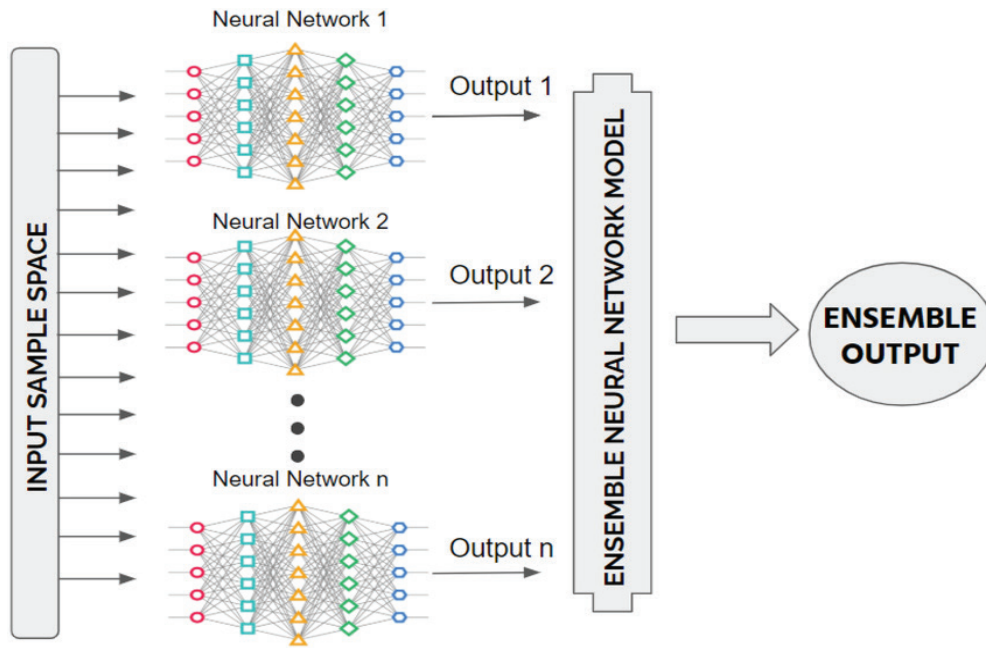 INPUT SAMPLE SPACE
Neural Network 1
Output 1
Neural Network 2
Output 2
Neural Network n
Output n
ENSEMBLE NEURAL NETWORK MODEL
ENSEMBLE
OUTPUT